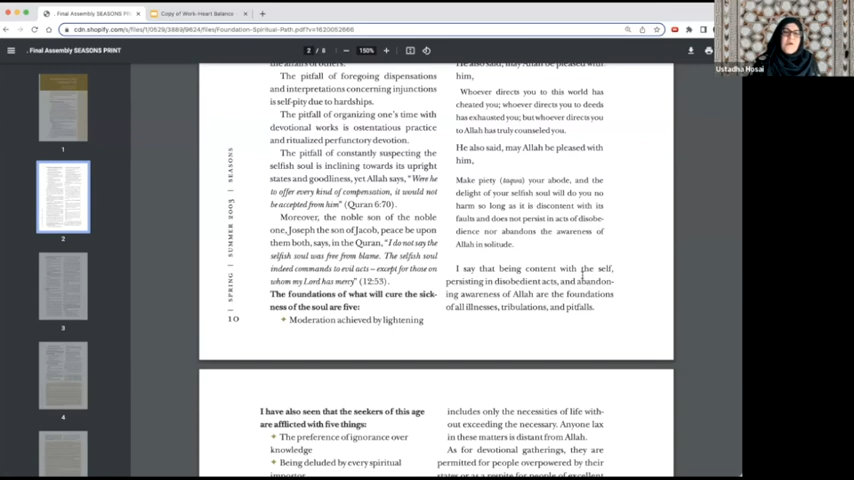 Final Assembly SEASONS PRINT
Copy of Work-Heart Balance
cdn.shopify.com/s/files/1/0529/3889/9624/files/Foundation-Spiritual-Path.pdf?v=1620052666
. Final Assembly SEASONS PRINT
2 / 8
150%
Ustadha Hosai
1
2
3
4
SPRING | SUMMER 2003 | SEASONS
10
the affairs of others.
The pitfall of foregoing dispensations
and interpretations concerning injunctions
is self-pity due to hardships.
The pitfall of organizing one's time with
devotional works is ostentatious practice
and ritualized perfunctory devotion.
The pitfall of constantly suspecting the
selfish soul is inclining towards its upright
states and goodliness, yet Allah says, "Were he
to offer every kind of compensation, it would not
be accepted from him" (Quran 6:70).
Moreover, the noble son of the noble
one, Joseph the son of Jacob, peace be upon
them both, says, in the Quran, "I do not say the
selfish soul was free from blame. The selfish soul
indeed commands to evil acts – except for those on
whom my Lord has mercy" (12:53).
The foundations of what will cure the sick-
ness of the soul are five:
✦ Moderation achieved by lightening
He also said, may Allah be pleased with
him,
Whoever directs you to this world has
cheated you; whoever directs you to deeds
has exhausted you; but whoever directs you
to Allah has truly counseled you.
He also said, may Allah be pleased with
him,
Make piety (taqwa) your abode, and the
delight of your selfish soul will do you no
harm so long as it is discontent with its
faults and does not persist in acts of disobe-
dience nor abandons the awareness of
Allah in solitude.
I say that being content with the self,
persisting in disobedient acts, and abandon-
ing awareness of Allah are the foundations
of all illnesses, tribulations, and pitfalls.
I have also seen that the seekers of this age
are afflicted with five things:
✦ The preference of ignorance over
knowledge
✦ Being deluded by every spiritual
impostor
includes only the necessities of life with-
out exceeding the necessary. Anyone lax
in these matters is distant from Allah.
As for devotional gatherings, they are
permitted for people overpowered by their
states or as a respite for people of excellent